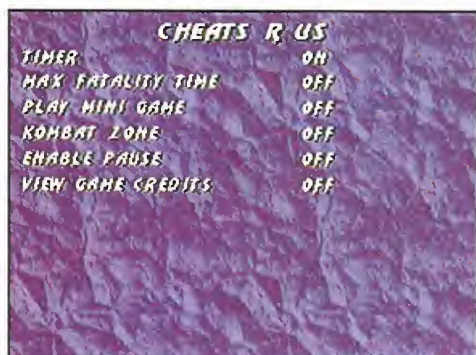 CHEATS R US
TIMER ON
MAX FATALITY TIME OFF
PLAY MINI GAME OFF
KOMBAT ZONE OFF
ENABLE PAUSE OFF
VIEW GAME CREDITS OFF